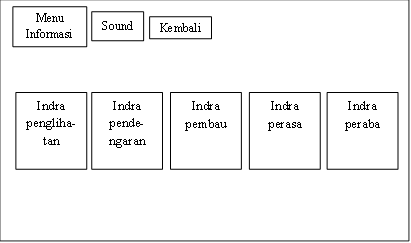 Menu
Informasi
Sound
Kembali
Indra
pengliha-
tan
Indra
pende-
ngaran
Indra
pembau
Indra
perasa
Indra
peraba